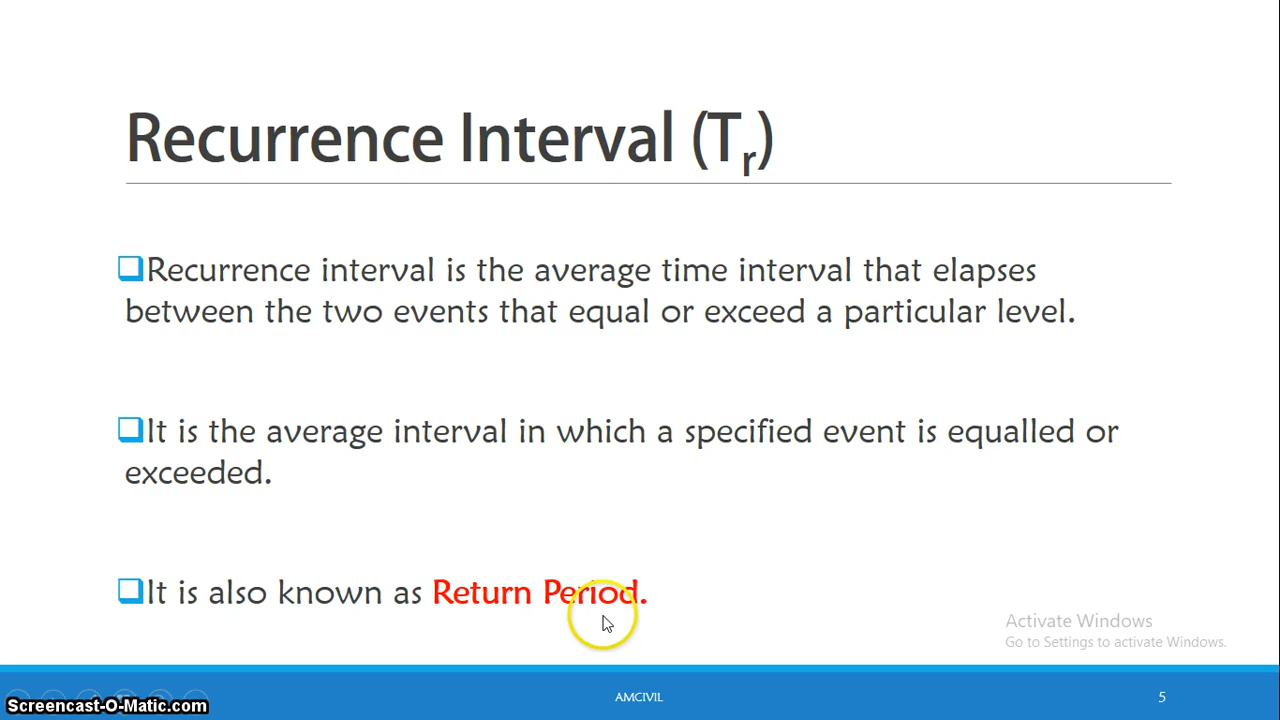 Recurrence Interval (Tr)
Recurrence interval is the average time interval that elapses
between the two events that equal or exceed a particular level.
It is the average interval in which a specified event is equalled or
exceeded.
It is also known as Return Period.
Activate Windows
Go to Settings to activate Windows.
Screencast-O-Matic.com
AMCIVIL
5